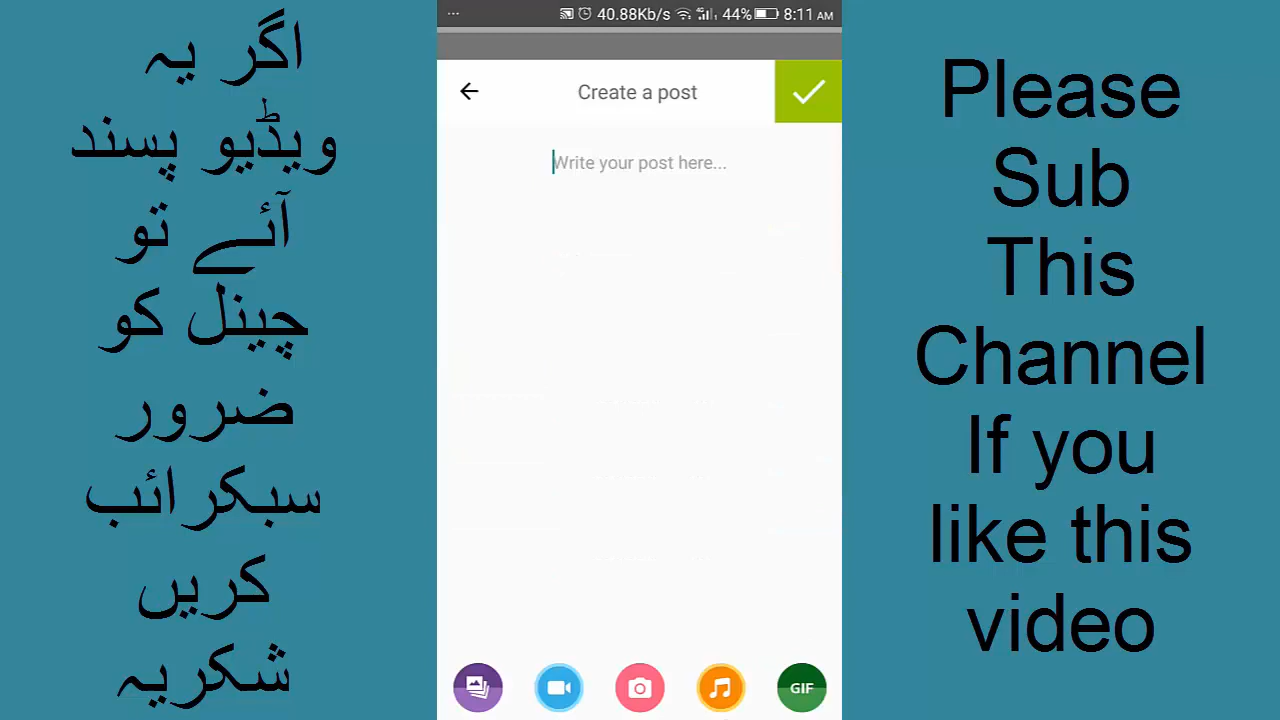 اگر یہ
ویڈیو پسند
آئے تو
چینل کو
ضرور
سبکرائب
کریں
شکریہ
... 40.88Kb/s 4G 44% 8:11 AM
Create a post
Write your post here...
GIF
Please
Sub
This
Channel
If you
like this
video